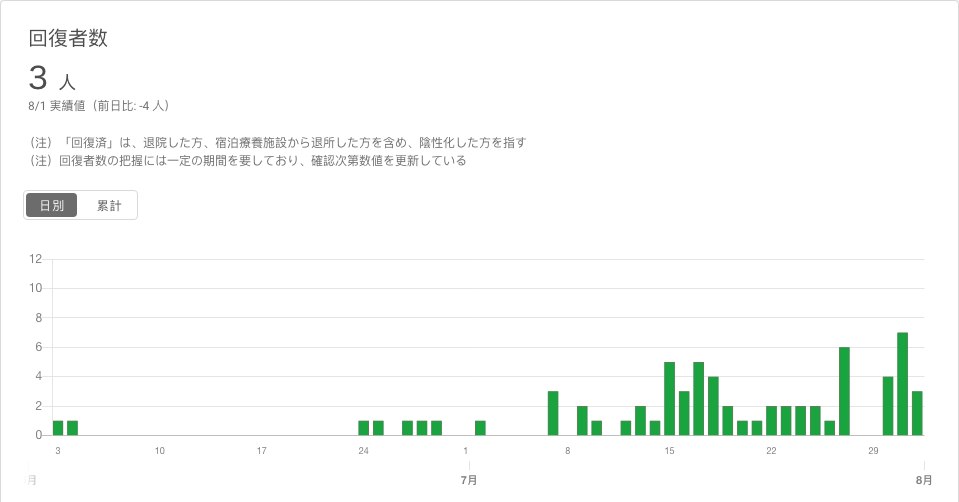 回復者数
3 人
8/1 実績値（前日比: -4 人）
（注）「回復済」は、退院した方、宿泊療養施設から退所した方を含め、陰性化した方を指す
（注）回復者数の把握には一定の期間を要しており、確認次第数値を更新している
日別 累計
12
10
8
6
4
2
0
3 10 17 24 1 8 15 22 29
月 7月 8月